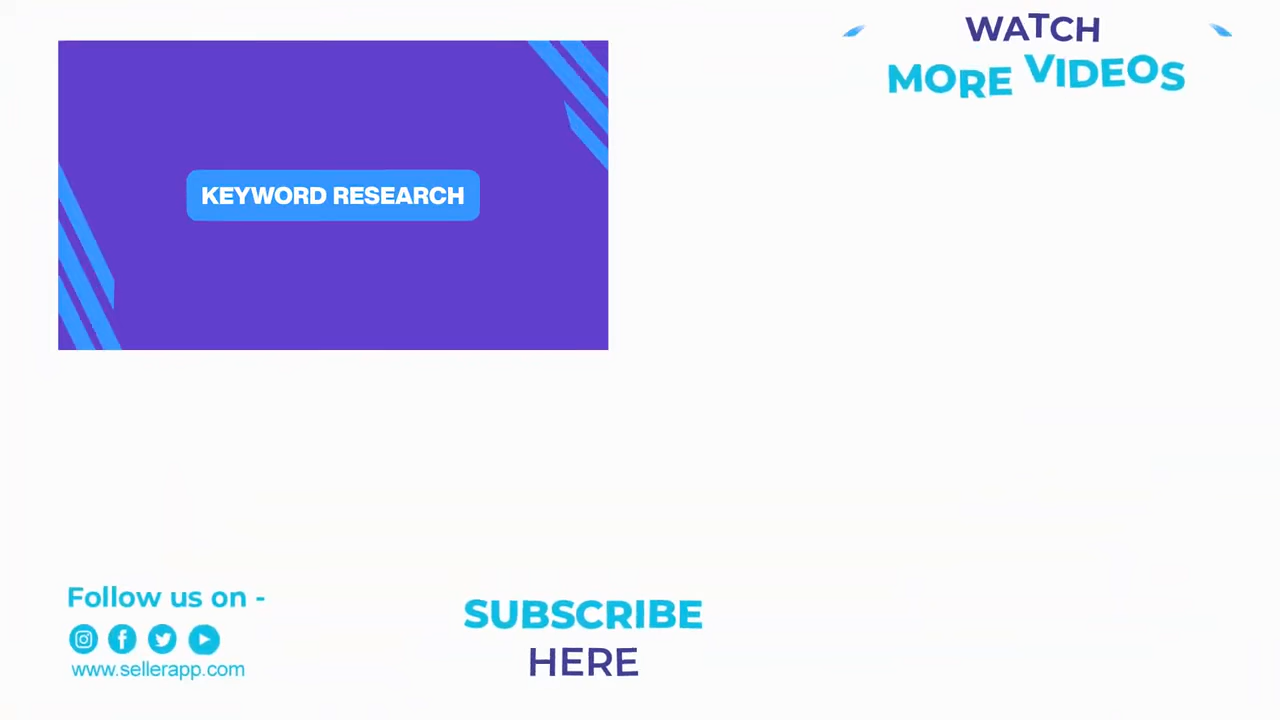 WATCH
MORE VIDEOS
KEYWORD RESEARCH
Follow us on -
www.sellerapp.com
SUBSCRIBE
HERE